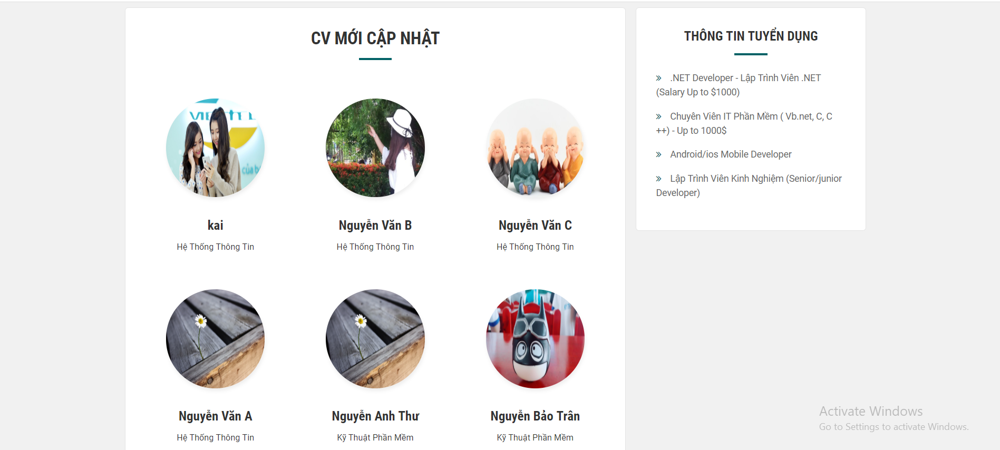 CV MỚI CẬP NHẬT
kai
Hệ Thống Thông Tin
Nguyễn Văn B
Hệ Thống Thông Tin
Nguyễn Văn C
Hệ Thống Thông Tin
Nguyễn Văn A
Hệ Thống Thông Tin
Nguyễn Anh Thư
Kỹ Thuật Phần Mềm
Nguyễn Bảo Trân
Kỹ Thuật Phần Mềm
THÔNG TIN TUYỂN DỤNG
» .NET Developer - Lập Trình Viên .NET
(Salary Up to $1000)
» Chuyên Viên IT Phần Mềm ( Vb.net, C, C
++) - Up to 1000$
» Android/ios Mobile Developer
» Lập Trình Viên Kinh Nghiệm (Senior/junior
Developer)
Activate Windows
Go to Settings to activate Windows.